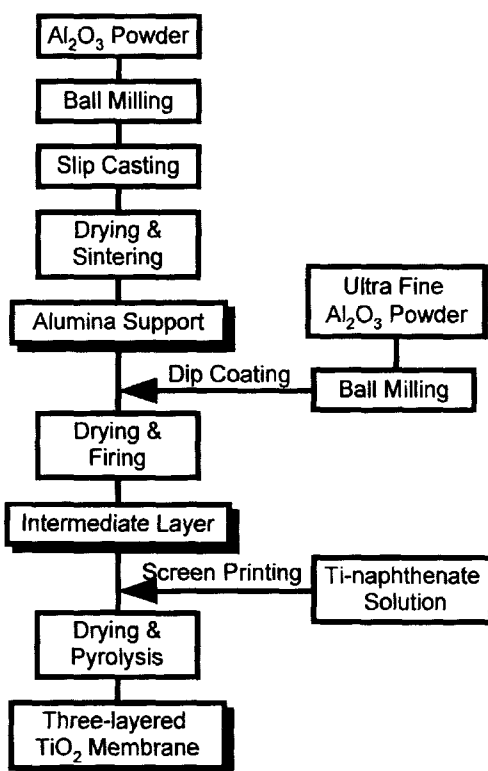 Al₂O₃ Powder
Ball Milling
Slip Casting
Drying &
Sintering
Alumina Support
Ultra Fine
Al₂O₃ Powder
Ball Milling
Dip Coating
Drying &
Firing
Intermediate Layer
Screen Printing
Ti-naphthenate
Solution
Drying &
Pyrolysis
Three-layered
TiO₂ Membrane